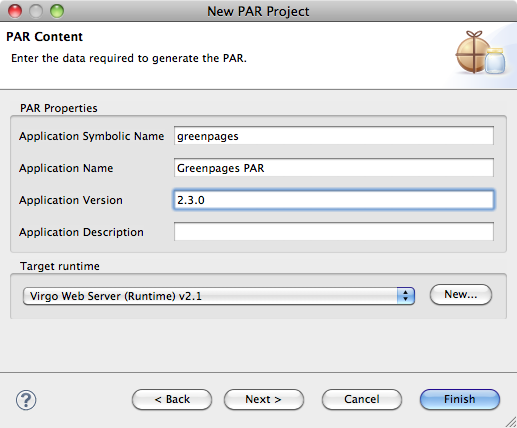 New PAR Project
PAR Content
Enter the data required to generate the PAR.
PAR Properties
Application Symbolic Name greenpages
Application Name Greenpages PAR
Application Version 2.3.0
Application Description
Target runtime
Virgo Web Server (Runtime) v2.1 New...
? < Back Next > Cancel Finish